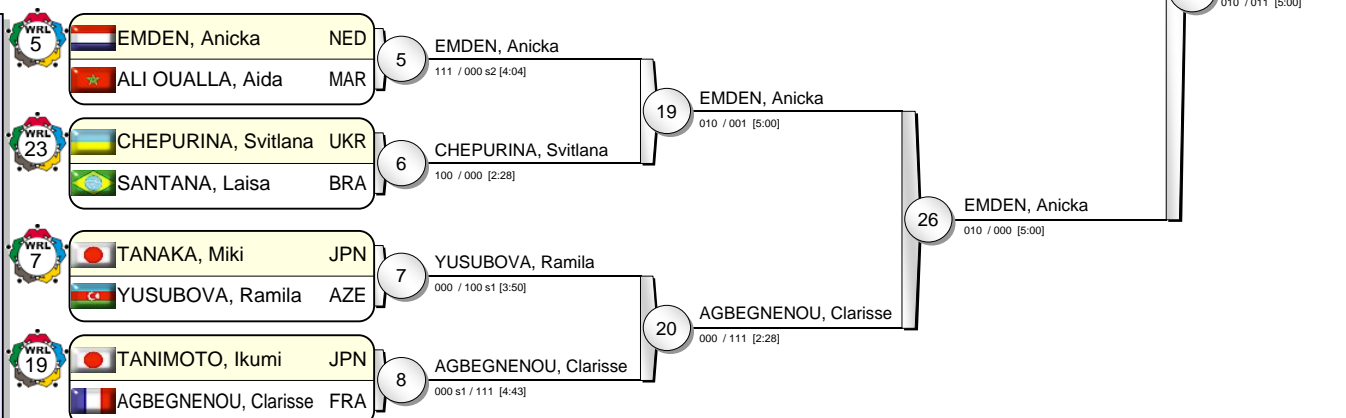 010 / 011 [5:00]
WRL
5
EMDEN, Anicka NED
ALI OUALLA, Aida MAR
5
EMDEN, Anicka
111 / 000 s2 [4:04]
19
EMDEN, Anicka
010 / 001 [5:00]
WRL
23
CHEPURINA, Svitlana UKR
SANTANA, Laisa BRA
6
CHEPURINA, Svitlana
100 / 000 [2:28]
26
EMDEN, Anicka
010 / 000 [5:00]
WRL
7
TANAKA, Miki JPN
YUSUBOVA, Ramila AZE
7
YUSUBOVA, Ramila
000 / 100 s1 [3:50]
20
AGBEGNENOU, Clarisse
000 / 111 [2:28]
WRL
19
TANIMOTO, Ikumi JPN
AGBEGNENOU, Clarisse FRA
8
AGBEGNENOU, Clarisse
000 s1 / 111 [4:43]